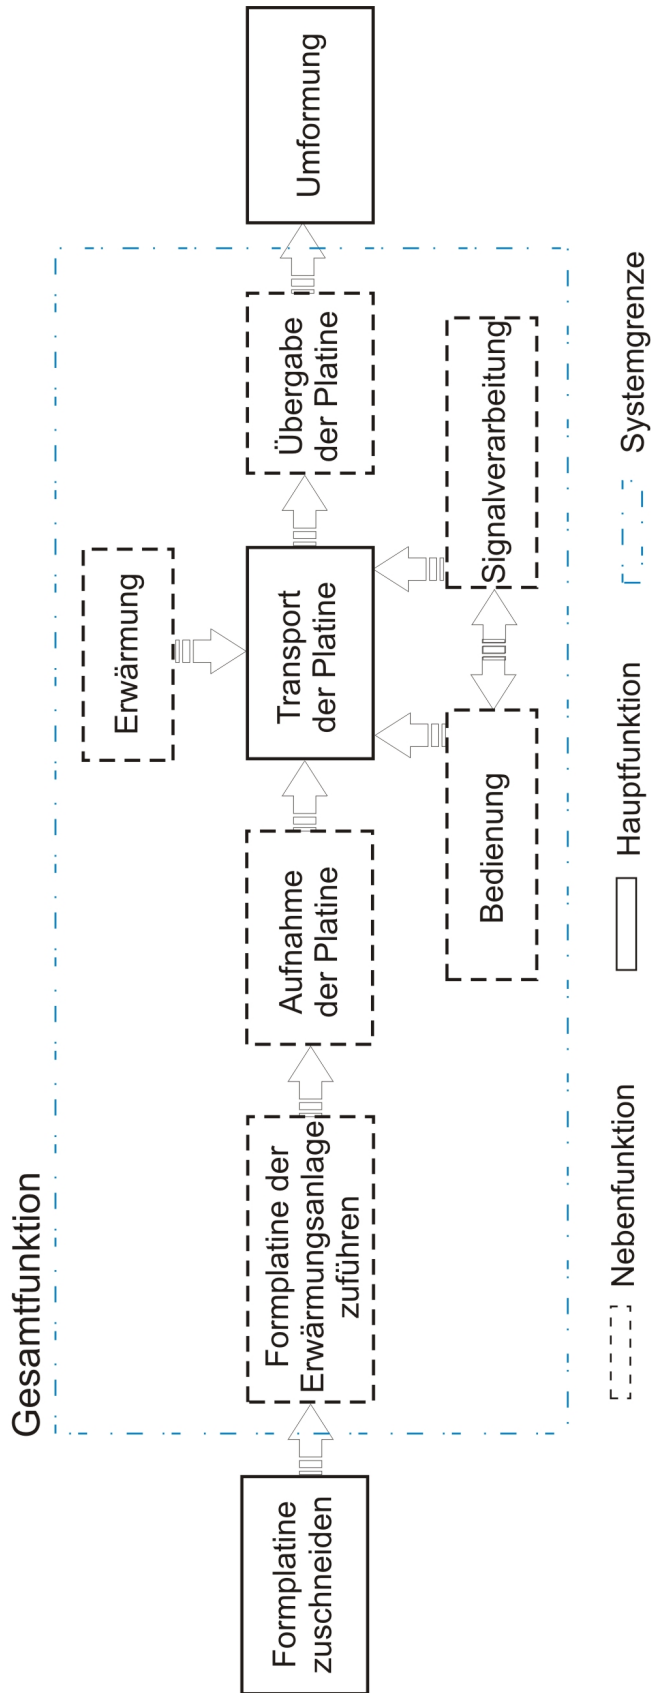 Gesamtfunktion
Formplatine
zuschneiden
Formplatine der
Erwärmungsanlage
zuführen
Aufnahme
der Platine
Erwärmung
Transport
der Platine
Übergabe
der Platine
Umformung
Bedienung
Signalverarbeitung
Nebenfunktion
Hauptfunktion
Systemgrenze